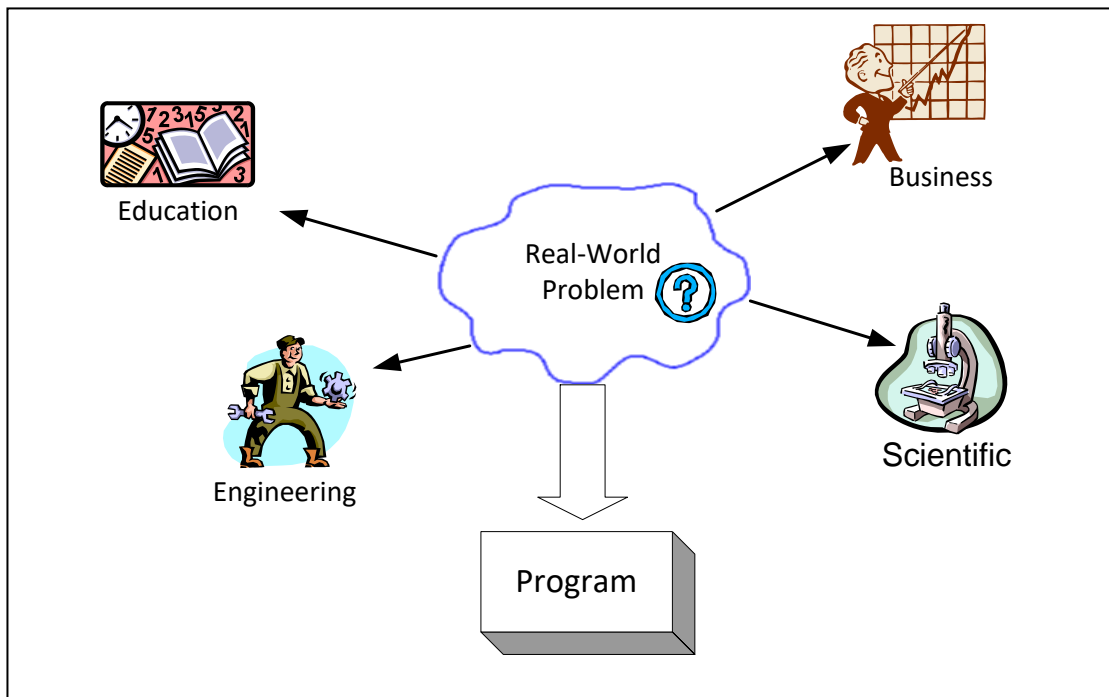 Education
Business
Real-World
Problem
?
Scientific
Engineering
Program